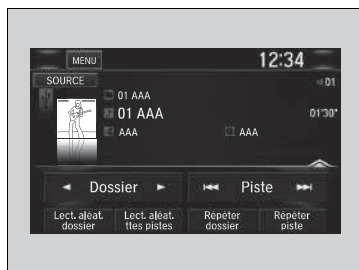 MENU 12:34
SOURCE 01
01 AAA
01 AAA 01'30"
AAA AAA
Dossier Piste
Lect. aléat. dossier Lect. aléat. ttes pistes Répéter dossier Répéter piste